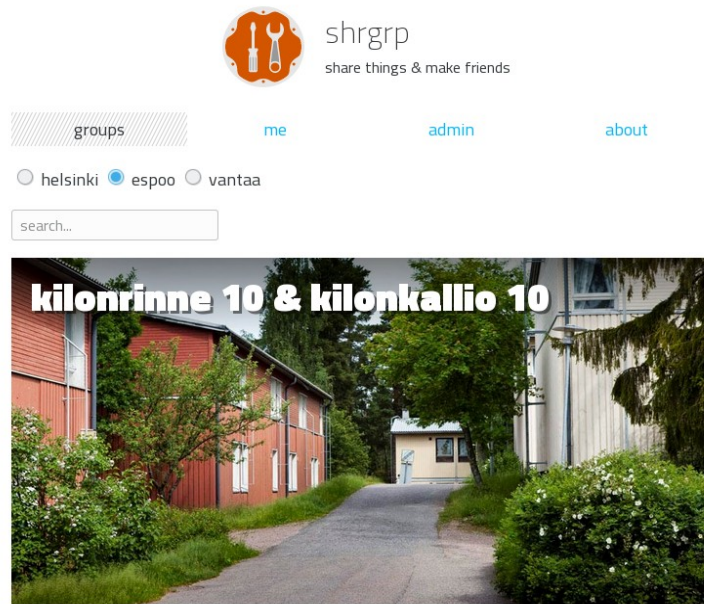 shrgrp
share things & make friends
groups me admin about
helsinki espoo vantaa
search...
kilonrinne 10 & kilonkallio 10